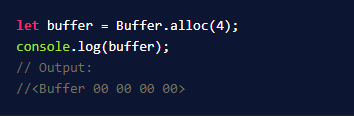 let buffer = Buffer.alloc(4);
console.log(buffer);
// Output:
//<Buffer 00 00 00 00>